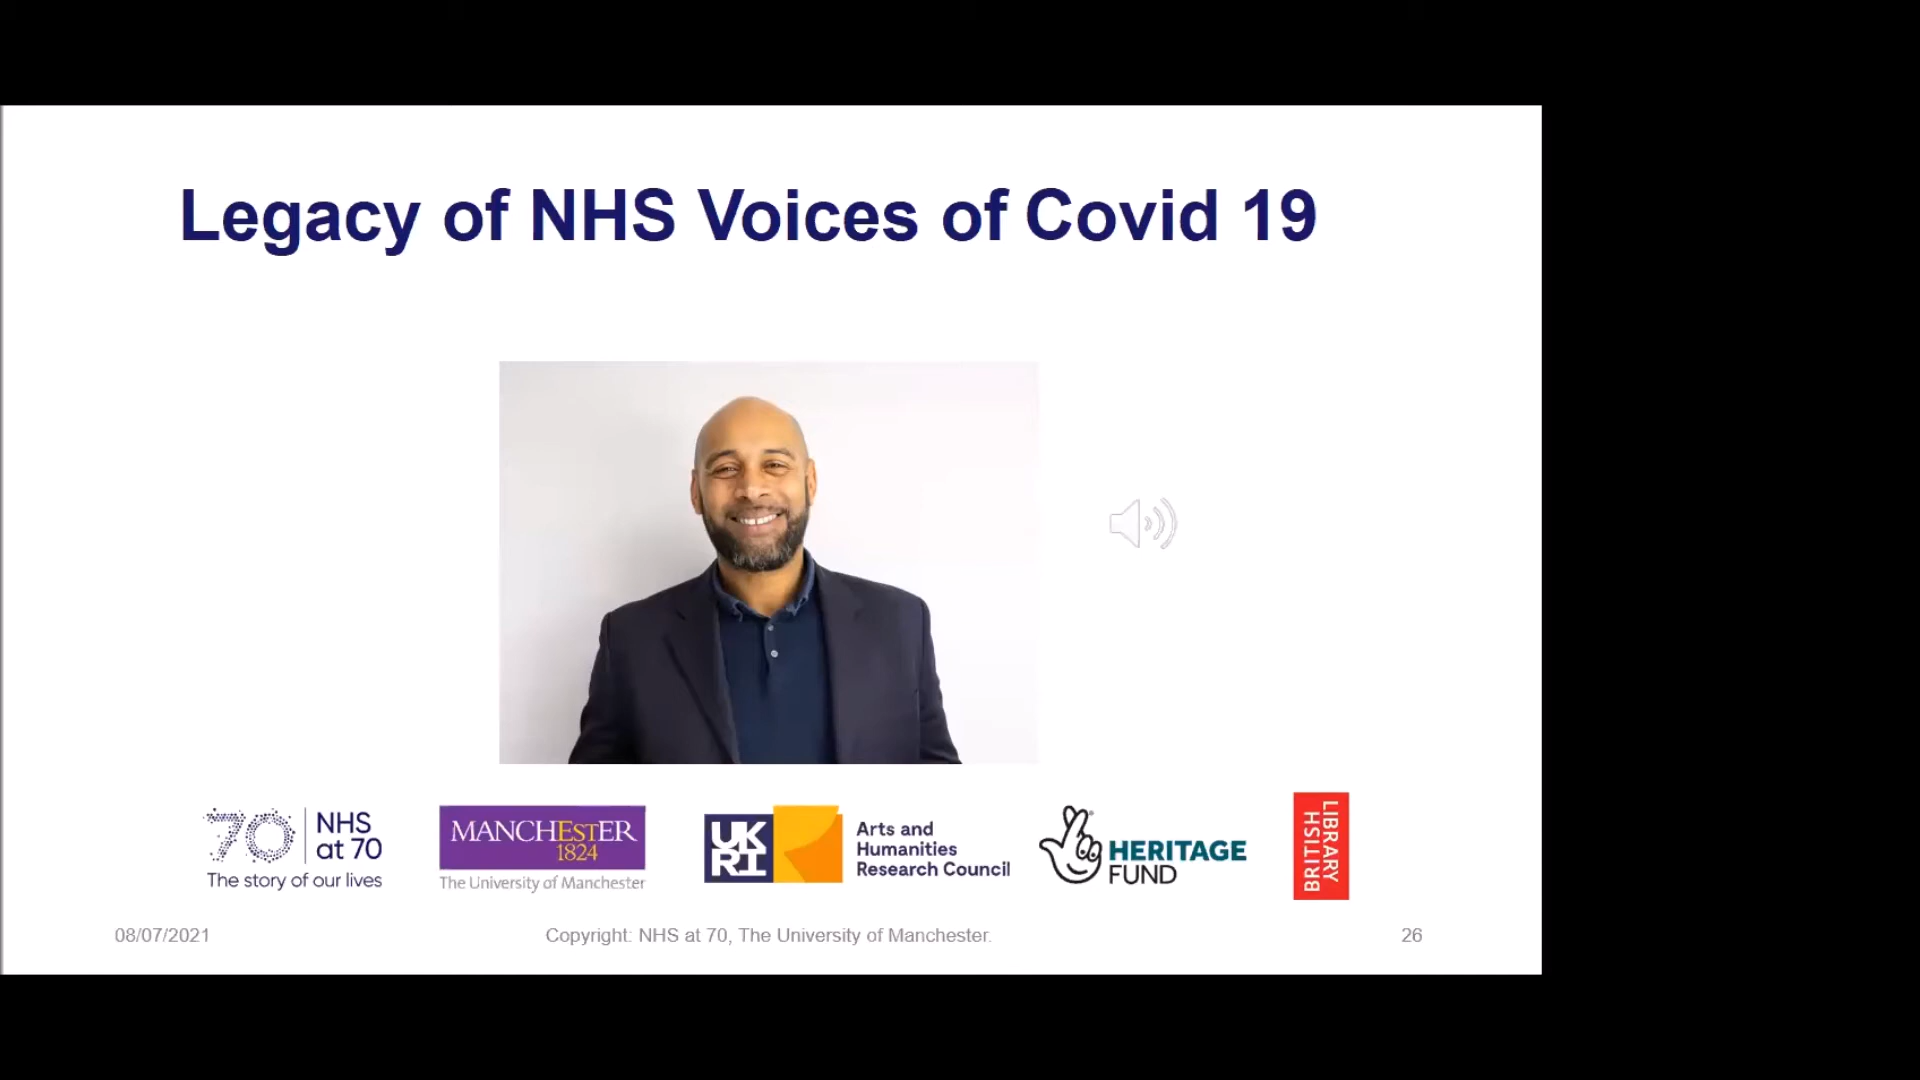 Legacy of NHS Voices of Covid 19
70
NHS
at 70
The story of our lives
MANCHESTER
1824
The University of Manchester
UK
RI
Arts and
Humanities
Research Council
HERITAGE
FUND
BRITISH
LIBRARY
08/07/2021
Copyright: NHS at 70, The University of Manchester.
26